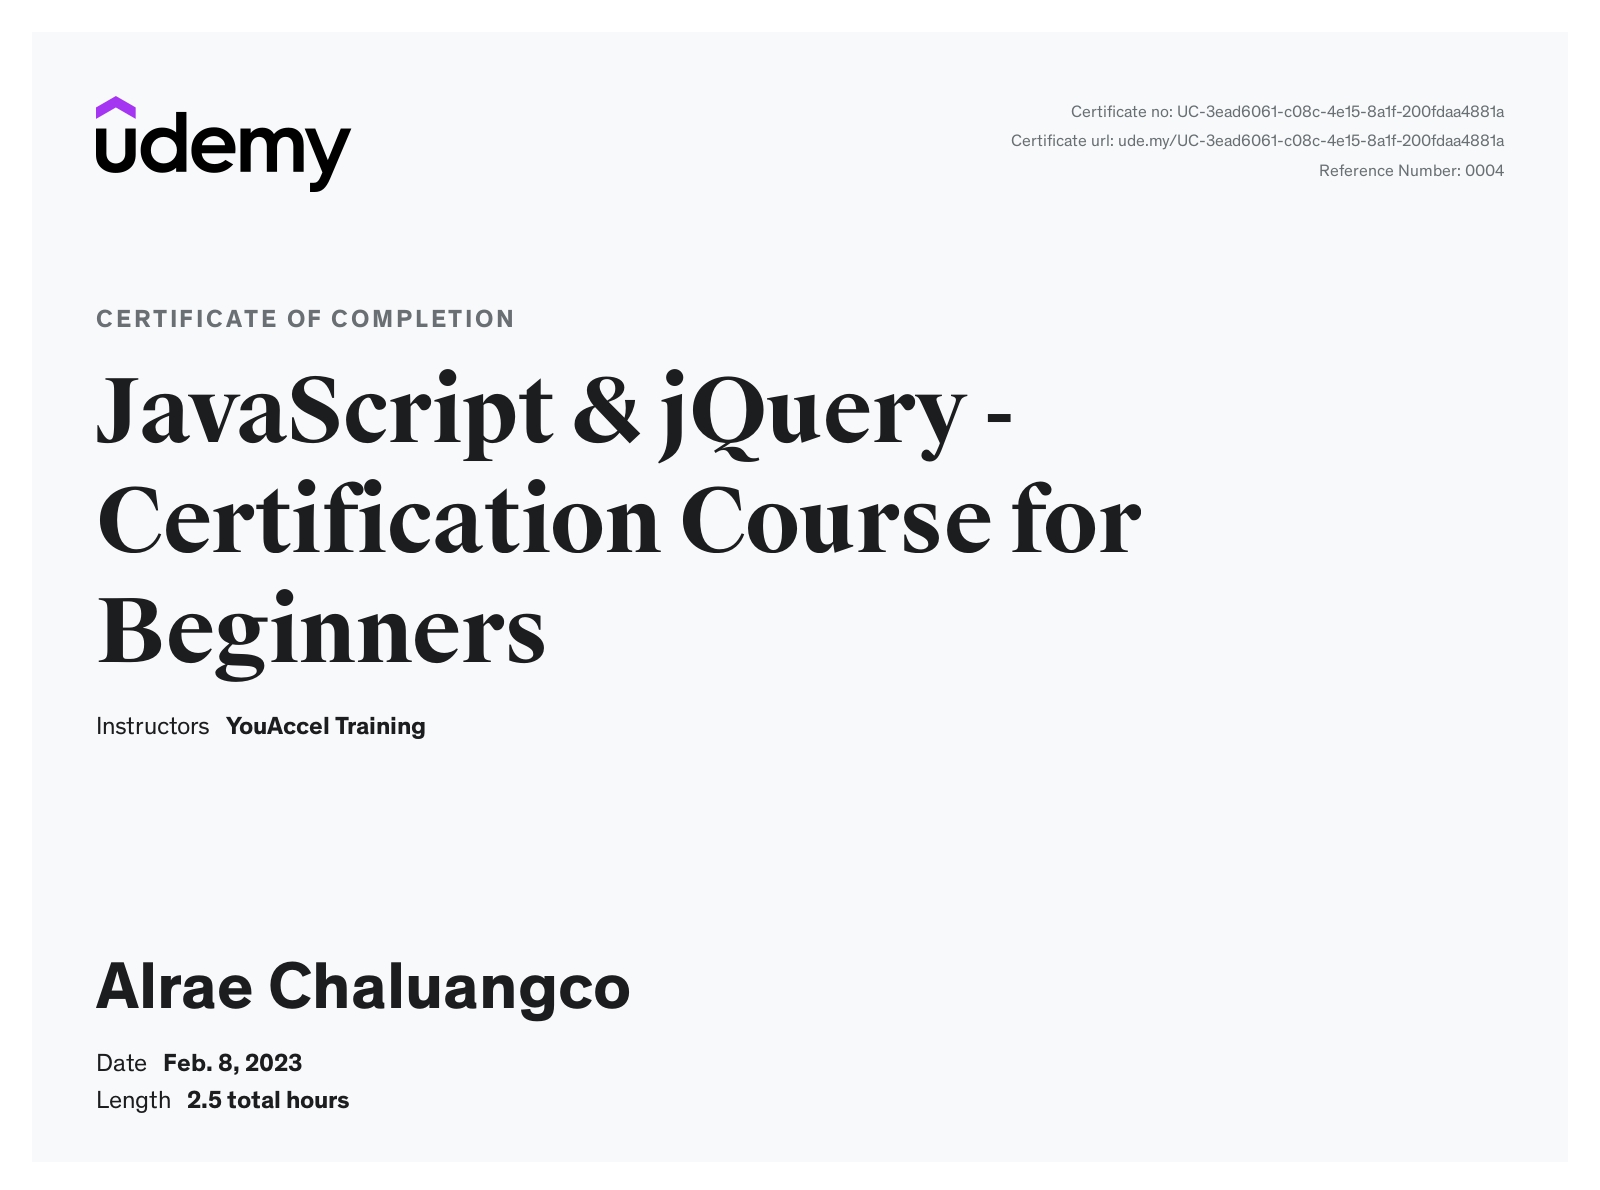 udemy
Certificate no: UC-3ead6061-c08c-4e15-8a1f-200fdaa4881a
Certificate url: ude.my/UC-3ead6061-c08c-4e15-8a1f-200fdaa4881a
Reference Number: 0004
CERTIFICATE OF COMPLETION
JavaScript & jQuery -
Certification Course for
Beginners
Instructors YouAccel Training
Alrae Chaluangco
Date Feb. 8, 2023
Length 2.5 total hours